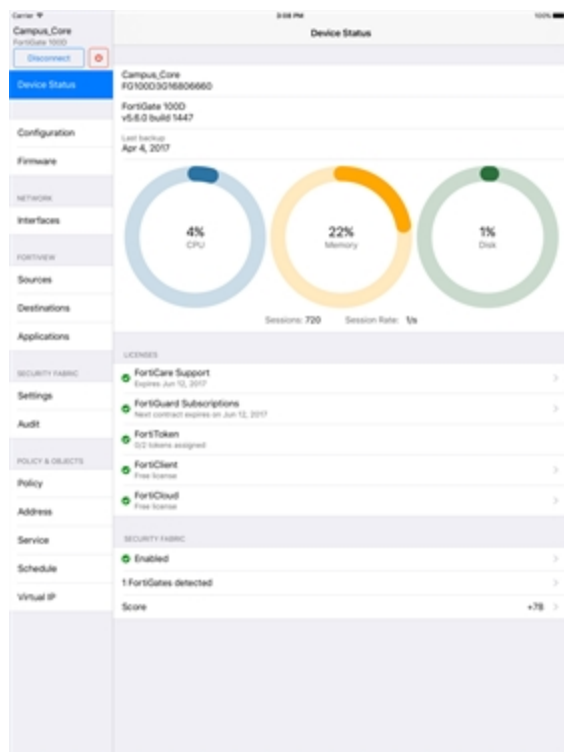 Carrier
3:08 PM
100%
Campus_Core
FortiGate 100D
Disconnect
Device Status
Configuration
Firmware
NETWORK
Interfaces
FORTIVIEW
Sources
Destinations
Applications
SECURITY FABRIC
Settings
Audit
POLICY & OBJECTS
Policy
Address
Service
Schedule
Virtual IP
Device Status
Campus_Core
FG100D3G16806660
FortiGate 100D
v5.6.0 build 1447
Last backup
Apr 4, 2017
4%
CPU
22%
Memory
1%
Disk
Sessions: 720 Session Rate: 1/s
LICENSES
FortiCare Support
Expires Jun 12, 2017
FortiGuard Subscriptions
Next contract expires on Jun 12, 2017
FortiToken
0/2 tokens assigned
FortiClient
Free license
FortiCloud
Free license
SECURITY FABRIC
Enabled
1 FortiGates detected
Score +78